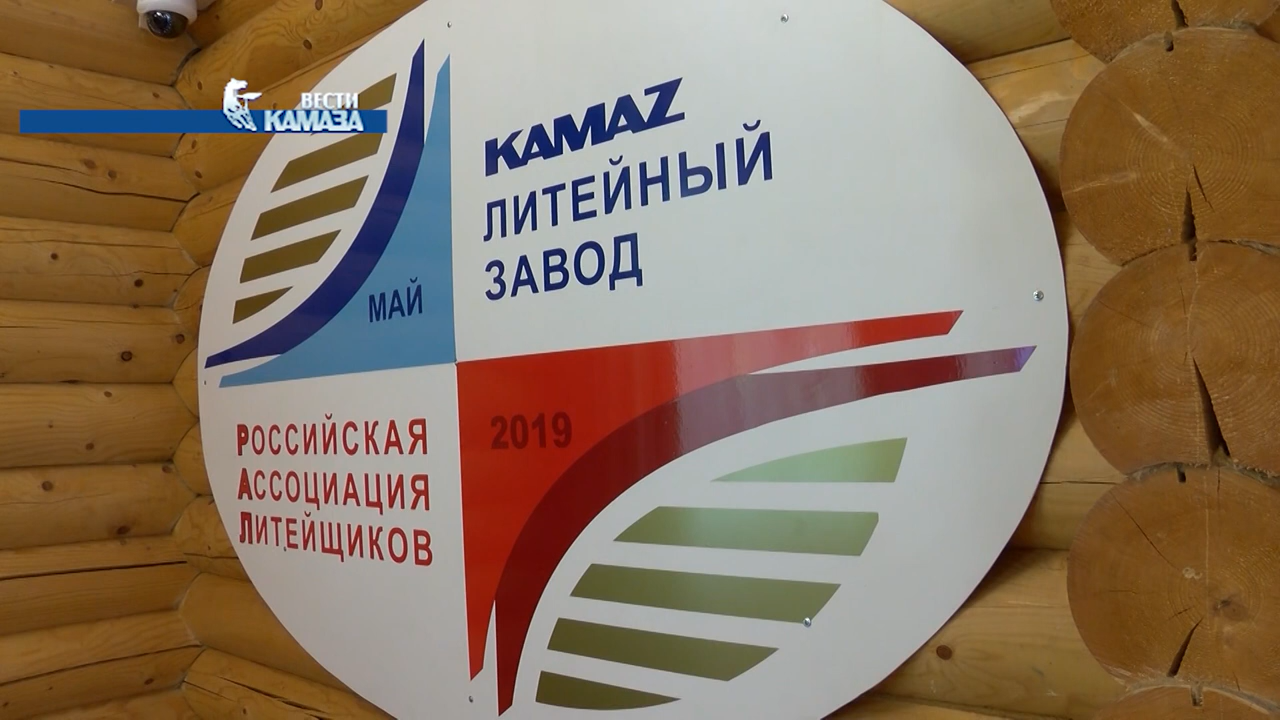 ВЕСТИ
КАМАЗА
KAMAZ
ЛИТЕЙНЫЙ
ЗАВОД
МАЙ
РОССИЙСКАЯ
АССОЦИАЦИЯ
ЛИТЕЙЩИКОВ
2019